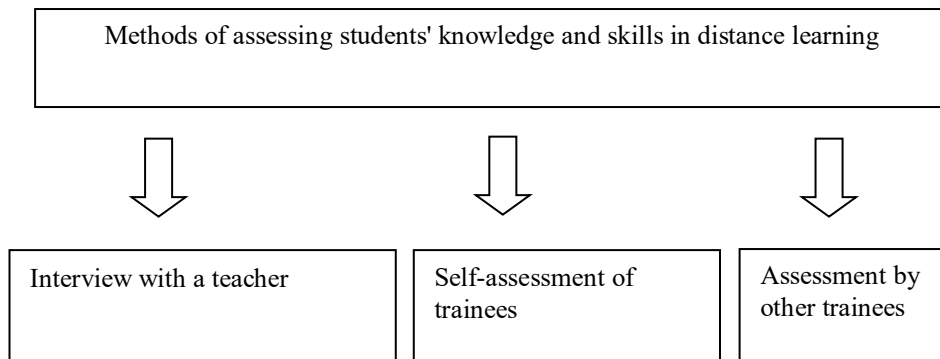 Methods of assessing students' knowledge and skills in distance learning
Interview with a teacher
Self-assessment of
trainees
Assessment by
other trainees